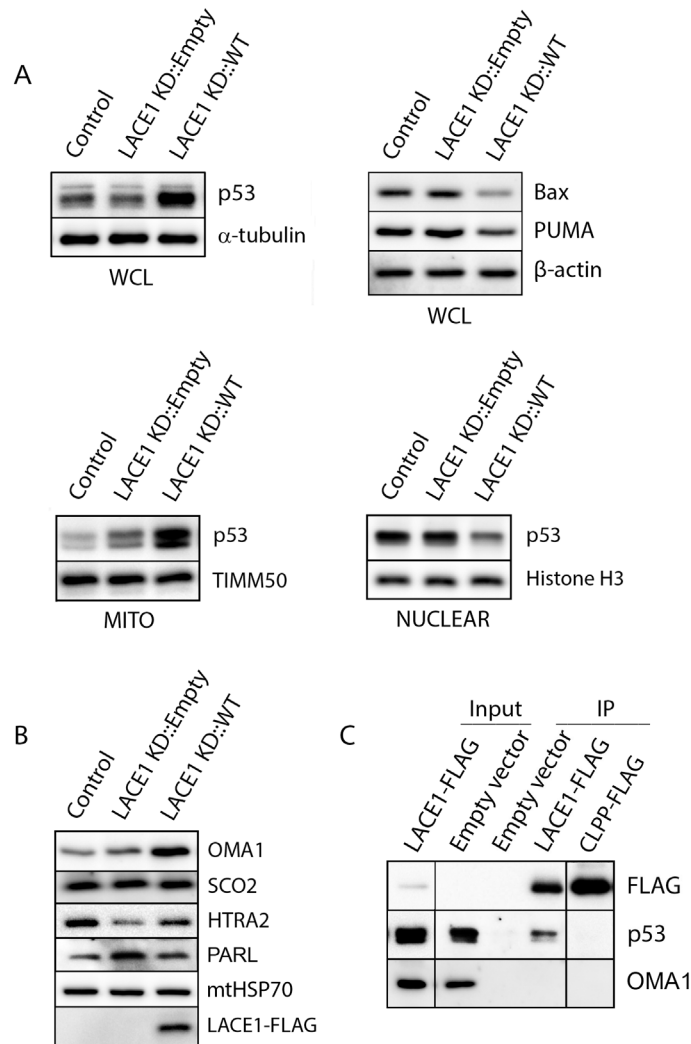 A
Control
LACE1 KD::Empty
LACE1 KD::WT
p53
α-tubulin
WCL
Control
LACE1 KD::Empty
LACE1 KD::WT
Bax
PUMA
β-actin
WCL
Control
LACE1 KD::Empty
LACE1 KD::WT
p53
TIMM50
MITO
Control
LACE1 KD::Empty
LACE1 KD::WT
p53
Histone H3
NUCLEAR
B
Control
LACE1 KD::Empty
LACE1 KD::WT
OMA1
SCO2
HTRA2
PARL
mtHSP70
LACE1-FLAG
C
Input
IP
LACE1-FLAG
Empty vector
Empty vector
LACE1-FLAG
CLPP-FLAG
FLAG
p53
OMA1